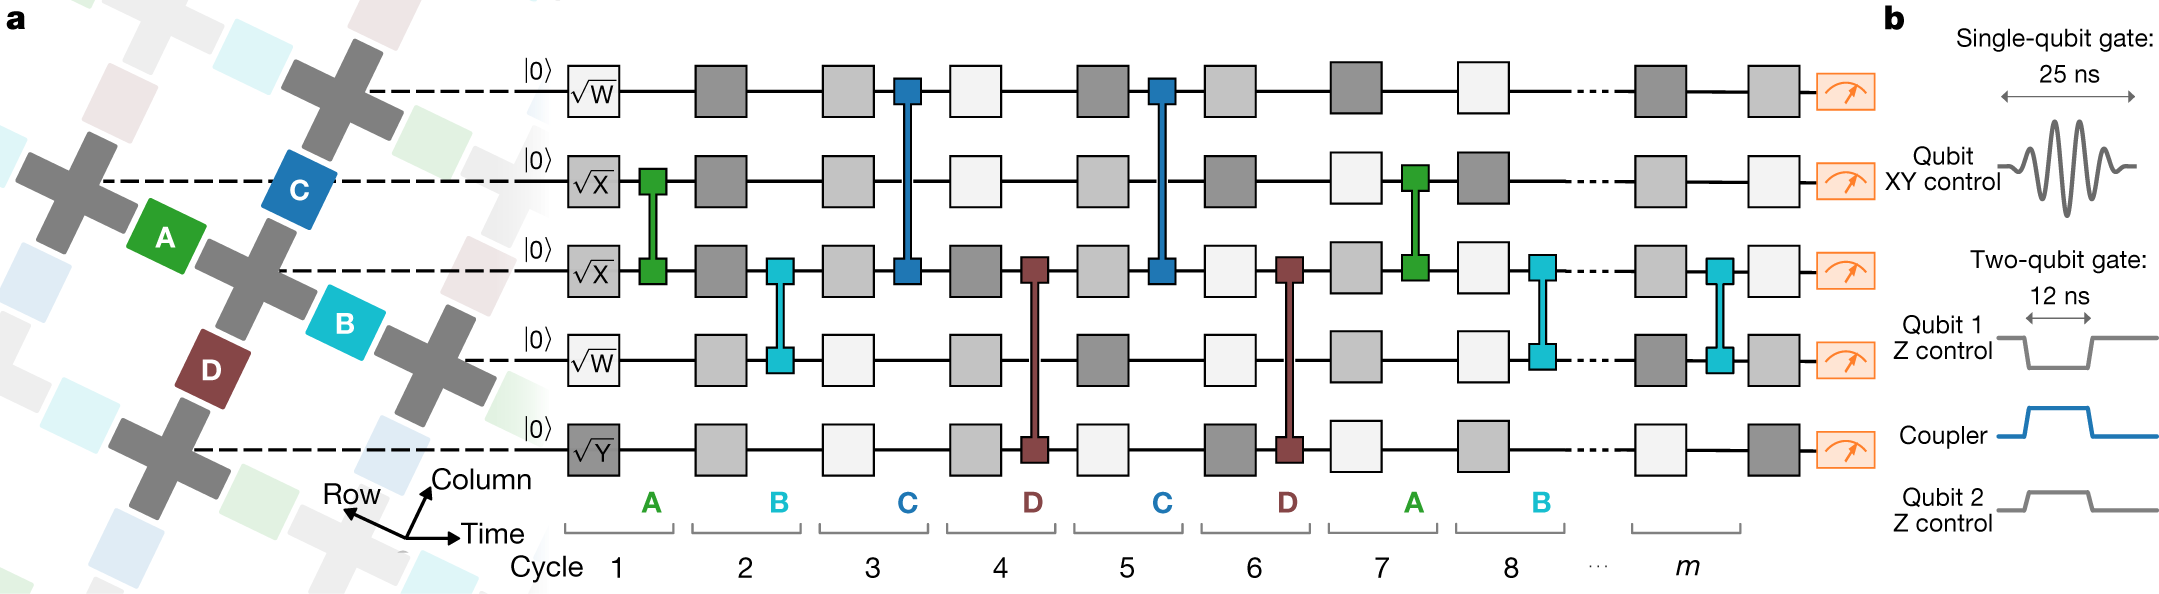 a
|0⟩
|0⟩
|0⟩
|0⟩
|0⟩
√W
√X
√X
√W
√Y
C
A
B
D
Row
Column
Time
A B C D C D A B
Cycle 1 2 3 4 5 6 7 8 ... m
b
Single-qubit gate:
25 ns
Qubit
XY control
Two-qubit gate:
12 ns
Qubit 1
Z control
Coupler
Qubit 2
Z control